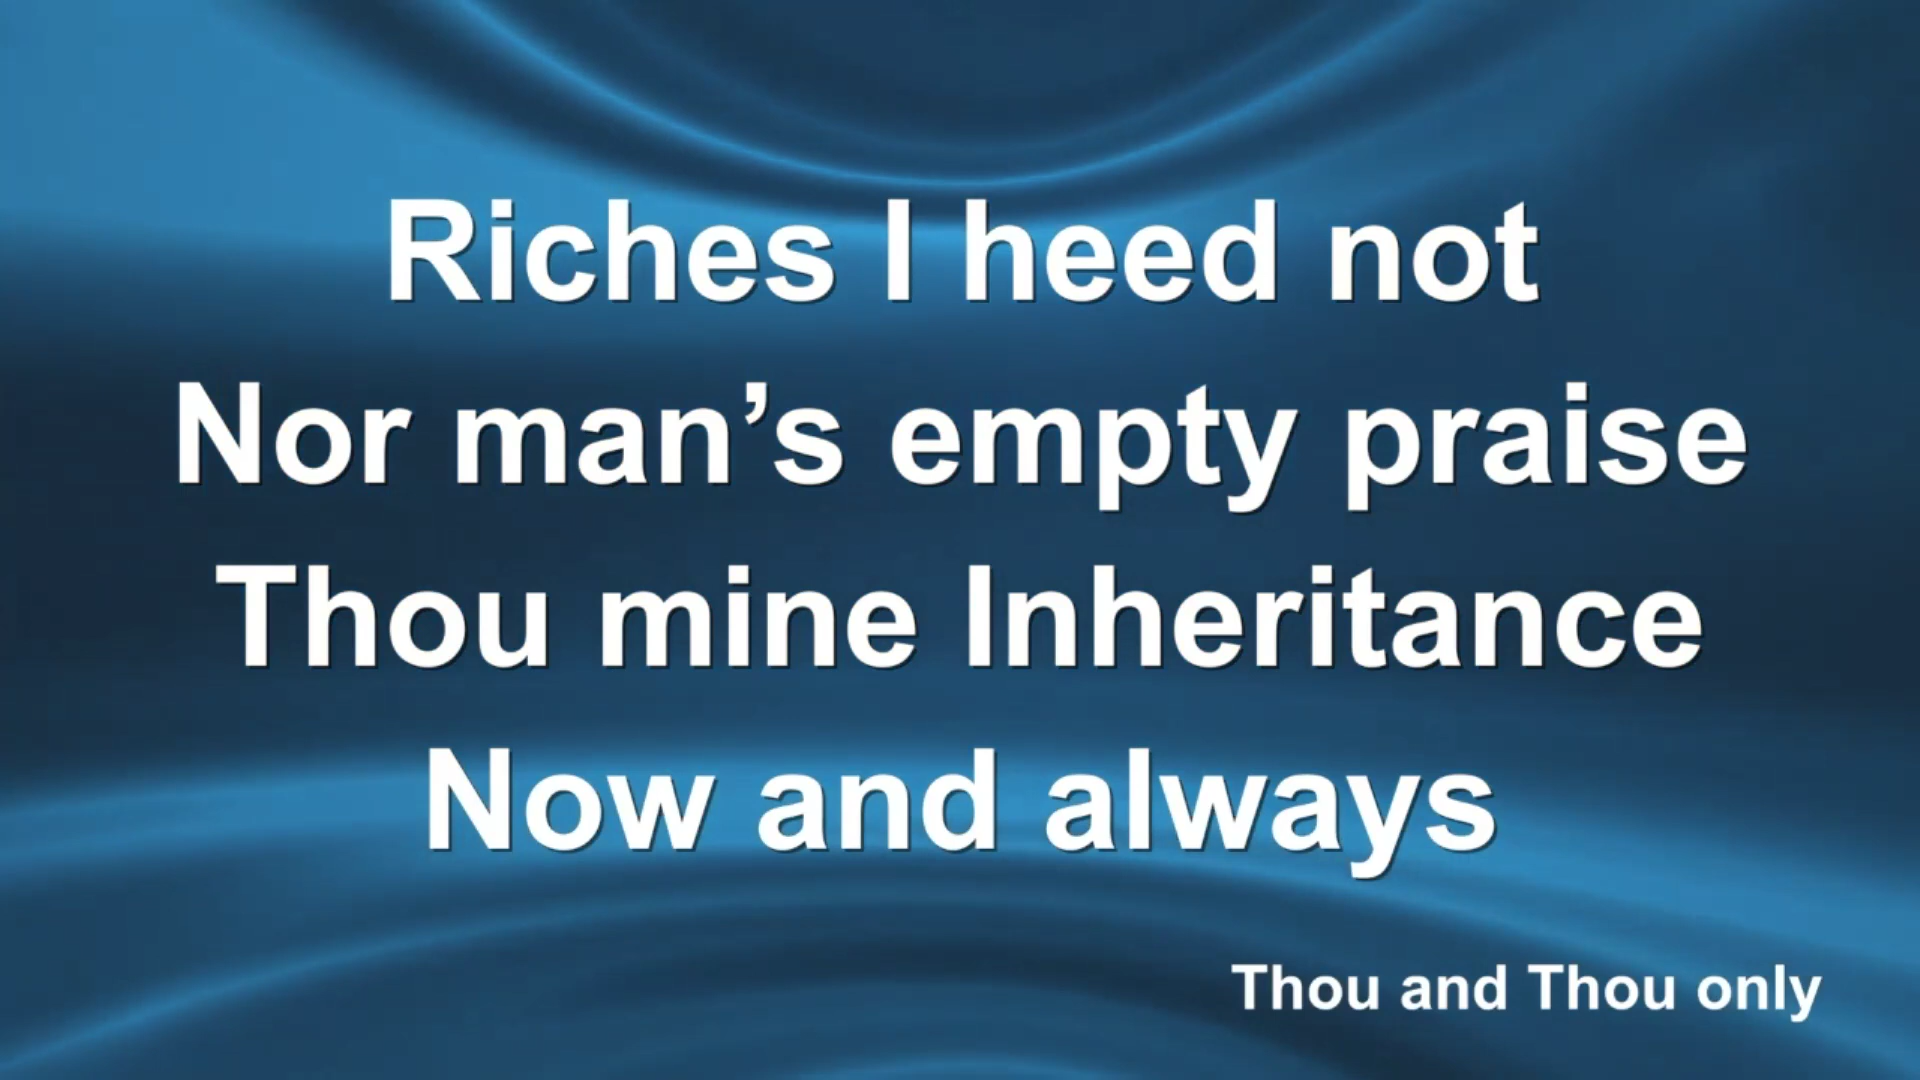 Riches I heed not
Nor man’s empty praise
Thou mine Inheritance
Now and always
Thou and Thou only